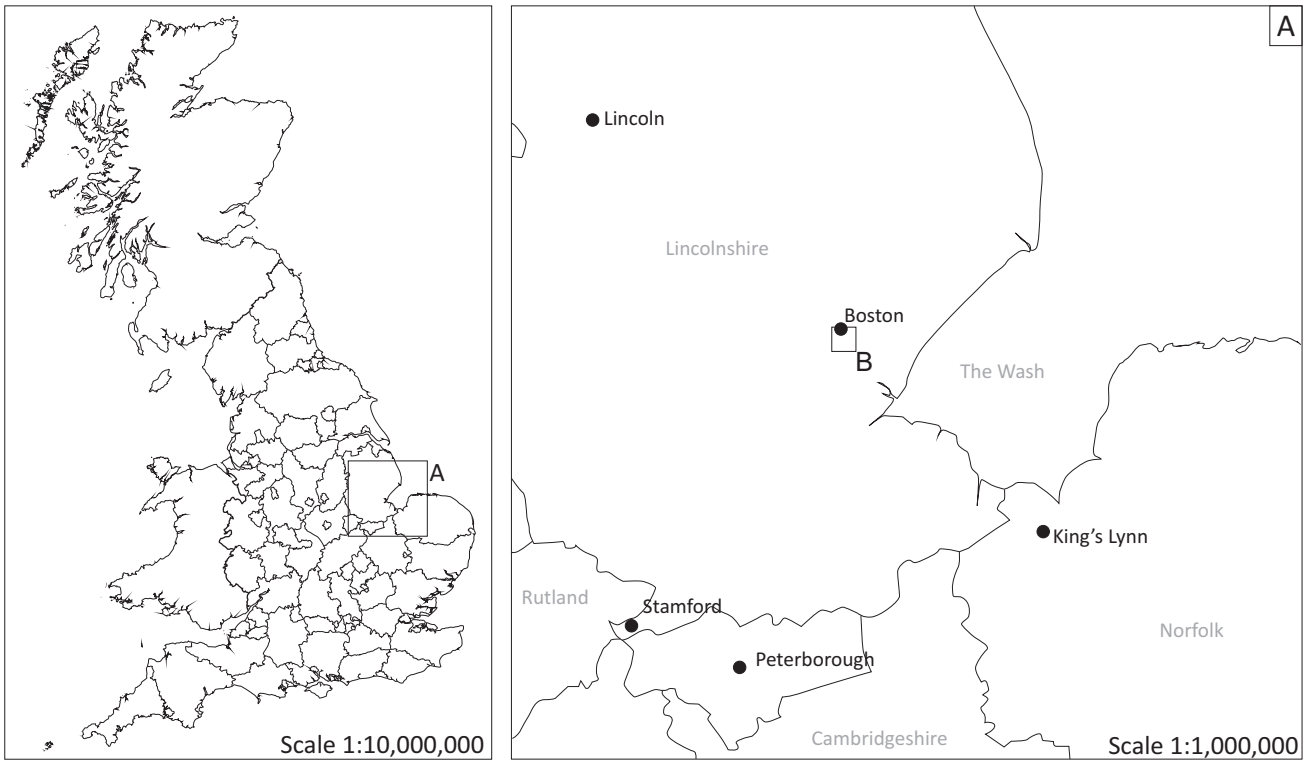 A
Scale 1:10,000,000
A
Lincoln
Lincolnshire
Boston
B
The Wash
King's Lynn
Rutland
Stamford
Norfolk
Peterborough
Cambridgeshire
Scale 1:1,000,000